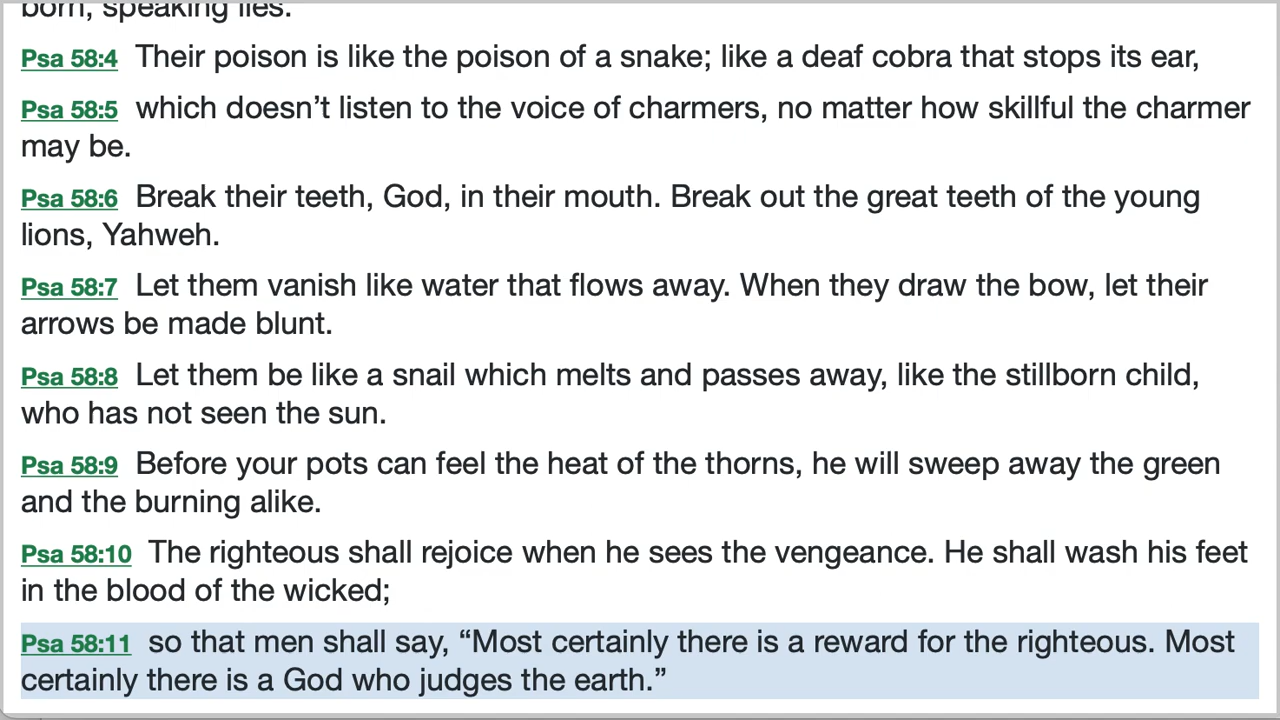 born, speaking lies.
Psa 58:4 Their poison is like the poison of a snake; like a deaf cobra that stops its ear,
Psa 58:5 which doesn’t listen to the voice of charmers, no matter how skillful the charmer
may be.
Psa 58:6 Break their teeth, God, in their mouth. Break out the great teeth of the young
lions, Yahweh.
Psa 58:7 Let them vanish like water that flows away. When they draw the bow, let their
arrows be made blunt.
Psa 58:8 Let them be like a snail which melts and passes away, like the stillborn child,
who has not seen the sun.
Psa 58:9 Before your pots can feel the heat of the thorns, he will sweep away the green
and the burning alike.
Psa 58:10 The righteous shall rejoice when he sees the vengeance. He shall wash his feet
in the blood of the wicked;
Psa 58:11 so that men shall say, “Most certainly there is a reward for the righteous. Most
certainly there is a God who judges the earth.”